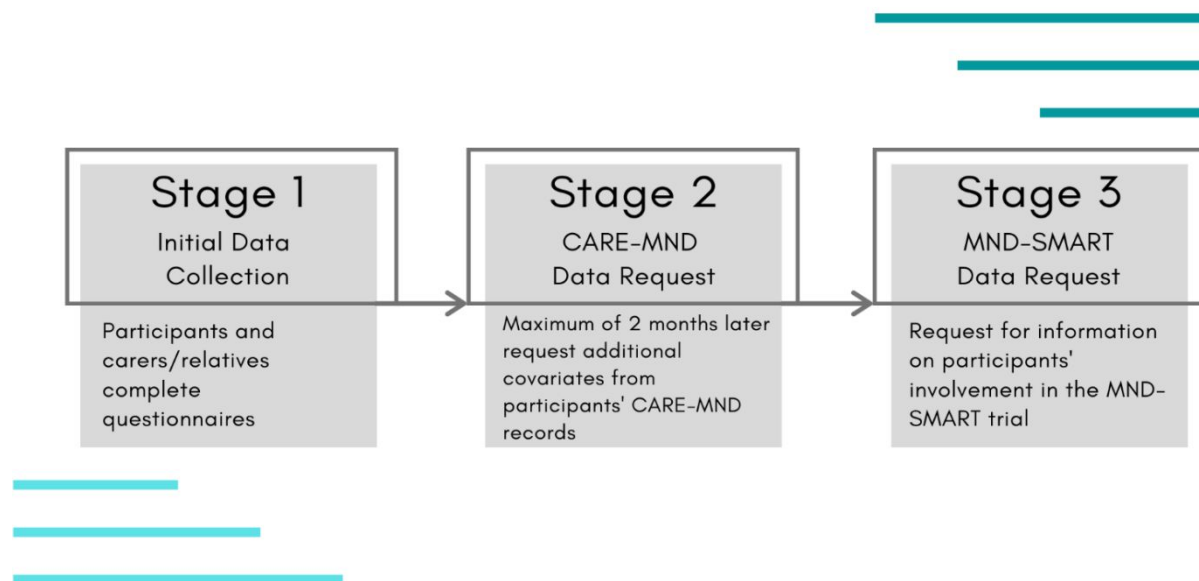 Stage 1
Initial Data
Collection
Participants and
carers/relatives
complete
questionnaires
Stage 2
CARE-MND
Data Request
Maximum of 2 months later
request additional
covariates from
participants' CARE-MND
records
Stage 3
MND-SMART
Data Request
Request for information
on participants'
involvement in the MND-
SMART trial